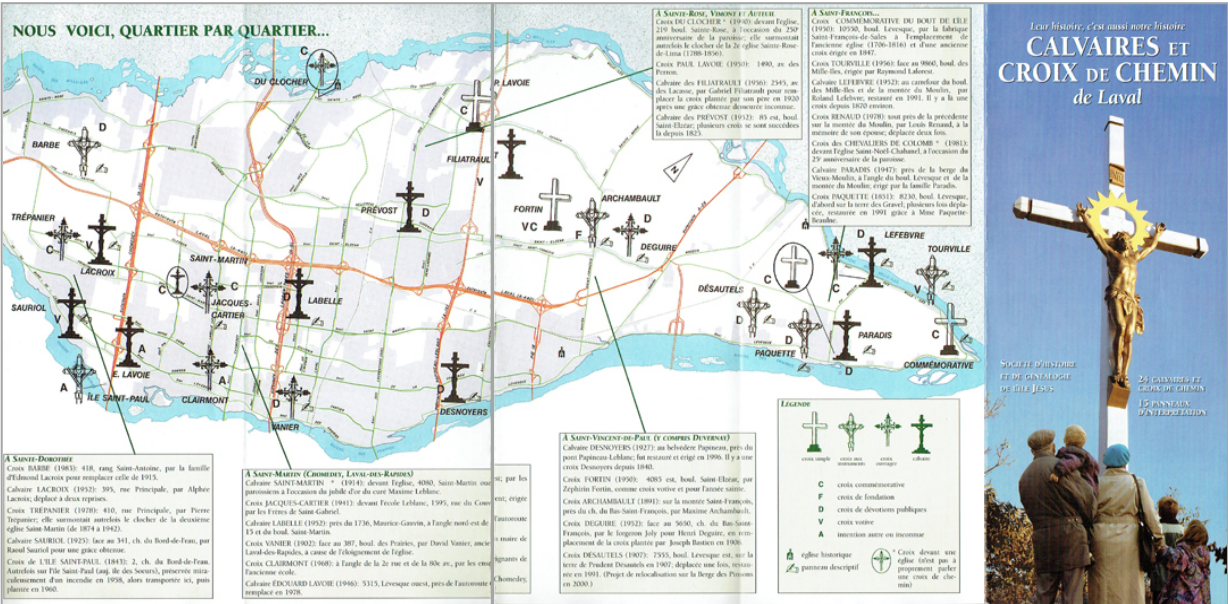 NOUS VOICI, QUARTIER PAR QUARTIER...
DU CLOCHER
C
P. LAVOIE
C
BARBE
D
FILIATRAULT
V
PRÉVOST
D
TRÉPANIER
C
V
LACROIX
SAINT-MARTIN
C
C
JACQUES-
CARTIER
D
LABELLE
SAURIOL
V
A
E. LAVOIE
A
ÎLE SAINT-PAUL
A
CLAIRMONT
D
VANIER
D
DESNOYERS
FORTIN
V C
ARCHAMBAULT
F
D
DEGUIRE
DÉSAUTELS
D
C
C
D
LEFEBVRE
TOURVILLE
V
PAQUETTE
D
PARADIS
D
C
COMMÉMORATIVE
N
À SAINTE-ROSE, VIMONT ET AUTEUIL
Croix DU CLOCHER * (1990): devant l'église,
219 boul. Sainte-Rose, à l'occasion du 250e
anniversaire de la paroisse; elle surmontait
autrefois le clocher de la 2e église Sainte-Rose-
de-Lima (1788-1856).
Croix PAUL LAVOIE (1950): 1490, av. des
Perron.
Calvaire des FILIATRAULT (1956): 2545, av.
des Lacasse, par Gabriel Filiatrault pour rem-
placer la croix plantée par son père en 1920
après une grâce obtenue demeurée inconnue.
Calvaire des PRÉVOST (1952): 85 est, boul.
Saint-Elzéar; plusieurs croix se sont succédées
là depuis 1825.
À SAINT-FRANÇOIS...
Croix COMMÉMORATIVE DU BOUT DE L'ÎLE
(1950): 10550, boul. Lévesque, par la fabrique
Saint-François-de-Sales à l'emplacement de
l'ancienne église (1706-1816) et d'une ancienne
croix érigée en 1847.
Croix TOURVILLE (1956): face au 9860, boul. des
Mille-Îles, érigée par Raymond Laforest.
Calvaire LEFEBVRE (1952): au carrefour du boul.
des Mille-Îles et de la montée du Moulin, par
Roland Lefebvre; restauré en 1991. Il y a là une
croix depuis 1870 environ.
Croix RENAUD (1978): tout près de la précédente
sur la montée du Moulin, par Louis Renaud, à la
mémoire de son épouse; déplacée deux fois.
Croix des CHEVALIERS DE COLOMB * (1981):
devant l'église Saint-Noël-Chabanel, à l'occasion du
25e anniversaire de la paroisse.
Calvaire PARADIS (1947): près de la berge du
Vieux-Moulin, à l'angle du boul. Lévesque et de la
montée du Moulin; érigé par la famille Paradis.
Croix PAQUETTE (1851): 8230, boul. Lévesque,
d'abord sur la terre des Gravel, plusieurs fois dépla-
cée, restaurée en 1991 grâce à Mme Paquette-
Beaudne.
À SAINTE-DOROTHÉE
Croix BARBE (1983): 418, rang Saint-Antoine, par la famille
d'Edmond Lacroix pour remplacer celle de 1915.
Calvaire LACROIX (1952): 395, rue Principale, par Alphée
Lacroix; déplacé à deux reprises.
Croix TRÉPANIER (1978): 410, rue Principale, par Pierre
Trépanier; elle surmontait autrefois le clocher de la deuxième
église Saint-Martin (de 1874 à 1942).
Calvaire SAURIOL (1925): face au 341, ch. du Bord-de-l'eau, par
Raoul Sauriol pour une grâce obtenue.
Croix de L'ÎLE SAINT-PAUL (1843): 2, ch. du Bord-de-l'eau.
Autrefois sur l'île Saint-Paul (auj. île des Soeurs), préservée mira-
culeusement d'un incendie en 1958, alors transportée ici, puis
plantée en 1960.
À SAINT-MARTIN (CHOMEDEY, LAVAL-DES-RAPIDES)
Calvaire SAINT-MARTIN * (1914): devant l'église, 4080, Saint-Martin oue
paroissiens à l'occasion du jubilé d'or du curé Maxime Leblanc.
Croix JACQUES-CARTIER (1941): devant l'école Leblanc, 1595, rue du Couve
par les Frères de Saint-Gabriel.
Calvaire LABELLE (1952): près du 1736, Maurice-Gauvin, à l'angle nord-est de
15 et du boul. Saint-Martin.
Croix VANIER (1902): face au 387, boul. des Prairies, par David Vanier, ancie
Laval-des-Rapides, à cause de l'éloignement de l'église.
Croix CLAIRMONT (1968): à l'angle de la 2e rue et de la 80e av., par les ense
l'ancienne école.
Calvaire ÉDOUARD LAVOIE (1946): 5315, Lévesque ouest, près de l'autoroute
remplacé en 1978.
est; par les
ent; érigée
l'autoroute
maire de
ignants de
Chomedey,
À SAINT-VINCENT-DE-PAUL (Y COMPRIS DUVERNAY)
Calvaire DESNOYERS (1927): au belvédère Papineau, près du
pont Papineau-Leblanc; fut restauré et érigé en 1996. Il y a une
croix Desnoyers depuis 1840.
Croix FORTIN (1950): 4085 est, boul. Saint-Elzéar, par
Zéphirin Fortin, comme croix votive et pour l'année sainte.
Croix ARCHAMBAULT (1891): sur la montée Saint-François,
près du ch. du Bas-Saint-François, par Maxime Archambault.
Croix DEGUIRE (1952): face au 5650, ch. du Bas-Saint-
François, par le forgeron Joly pour Henri Deguire, en rem-
placement de la croix plantée par Joseph Bastien en 1906.
Croix DÉSAUTELS (1907): 7555, boul. Lévesque est, sur la
terre de Prudent Désautels en 1907; déplacée une fois, restau-
rée en 1991. (Projet de relocalisation sur la Berge des Pinsons
en 2000.)
LÉGENDE
croix simple
croix aux
instruments
croix
ouvragée
calvaire
C croix commémorative
F croix de fondation
D croix de dévotions publiques
V croix votive
A intention autre ou inconnue
église historique
panneau descriptif
* Croix devant une
église (n'est pas à
proprement parler
une croix de che-
min)
Leur histoire, c'est aussi notre histoire
CALVAIRES ET
CROIX DE CHEMIN
de Laval
SOCIÉTÉ D'HISTOIRE
ET DE GÉNÉALOGIE
DE L'ÎLE JÉSUS
24 CALVAIRES ET
CROIX DE CHEMIN
15 PANNEAUX
D'INTERPRÉTATION